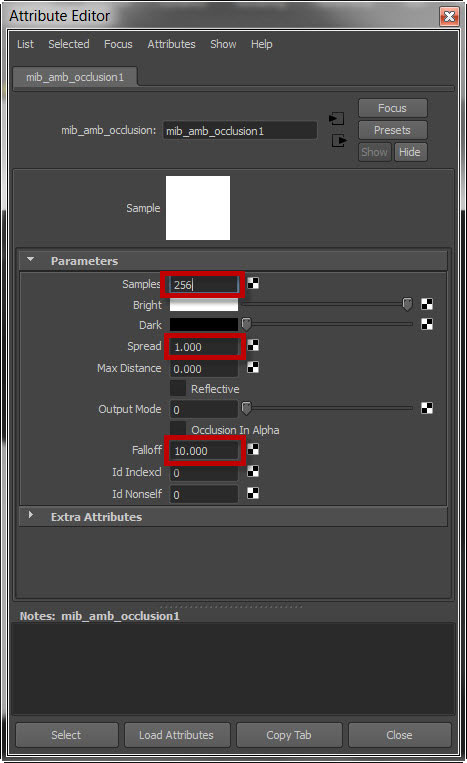 Attribute Editor
List Selected Focus Attributes Show Help
mib_amb_occlusion1
Focus
mib_amb_occlusion: mib_amb_occlusion1 Presets
Show Hide
Sample
Parameters
Samples 256
Bright
Dark
Spread 1.000
Max Distance 0.000
Reflective
Output Mode 0
Occlusion In Alpha
Falloff 10.000
Id Inclexcl 0
Id Nonself 0
Extra Attributes
Notes: mib_amb_occlusion1
Select Load Attributes Copy Tab Close